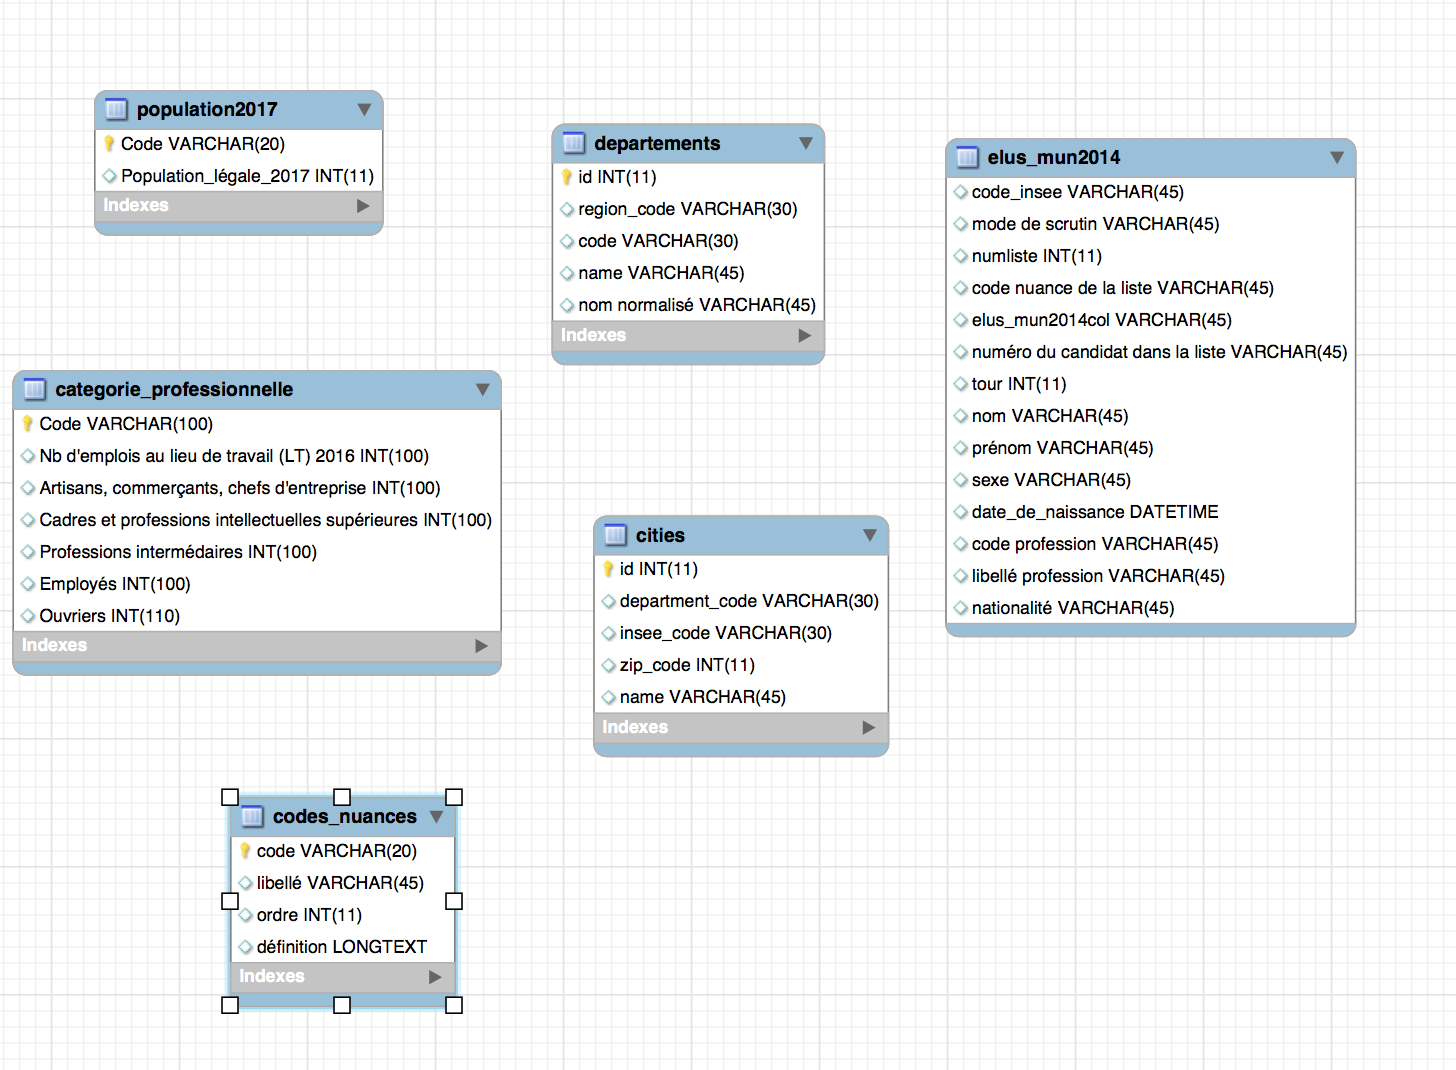 population2017
Code VARCHAR(20)
Population_légale_2017 INT(11)
Indexes
departements
id INT(11)
region_code VARCHAR(30)
code VARCHAR(30)
name VARCHAR(45)
nom normalisé VARCHAR(45)
Indexes
elus_mun2014
code_insee VARCHAR(45)
mode de scrutin VARCHAR(45)
numliste INT(11)
code nuance de la liste VARCHAR(45)
elus_mun2014col VARCHAR(45)
numéro du candidat dans la liste VARCHAR(45)
tour INT(11)
nom VARCHAR(45)
prénom VARCHAR(45)
sexe VARCHAR(45)
date_de_naissance DATETIME
code profession VARCHAR(45)
libellé profession VARCHAR(45)
nationalité VARCHAR(45)
categorie_professionnelle
Code VARCHAR(100)
Nb d'emplois au lieu de travail (LT) 2016 INT(100)
Artisans, commerçants, chefs d'entreprise INT(100)
Cadres et professions intellectuelles supérieures INT(100)
Professions intermédaires INT(100)
Employés INT(100)
Ouvriers INT(110)
Indexes
cities
id INT(11)
department_code VARCHAR(30)
insee_code VARCHAR(30)
zip_code INT(11)
name VARCHAR(45)
Indexes
codes_nuances
code VARCHAR(20)
libellé VARCHAR(45)
ordre INT(11)
définition LONGTEXT
Indexes